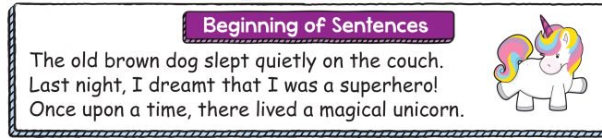 Beginning of Sentences
The old brown dog slept quietly on the couch.
Last night, I dreamt that I was a superhero!
Once upon a time, there lived a magical unicorn.